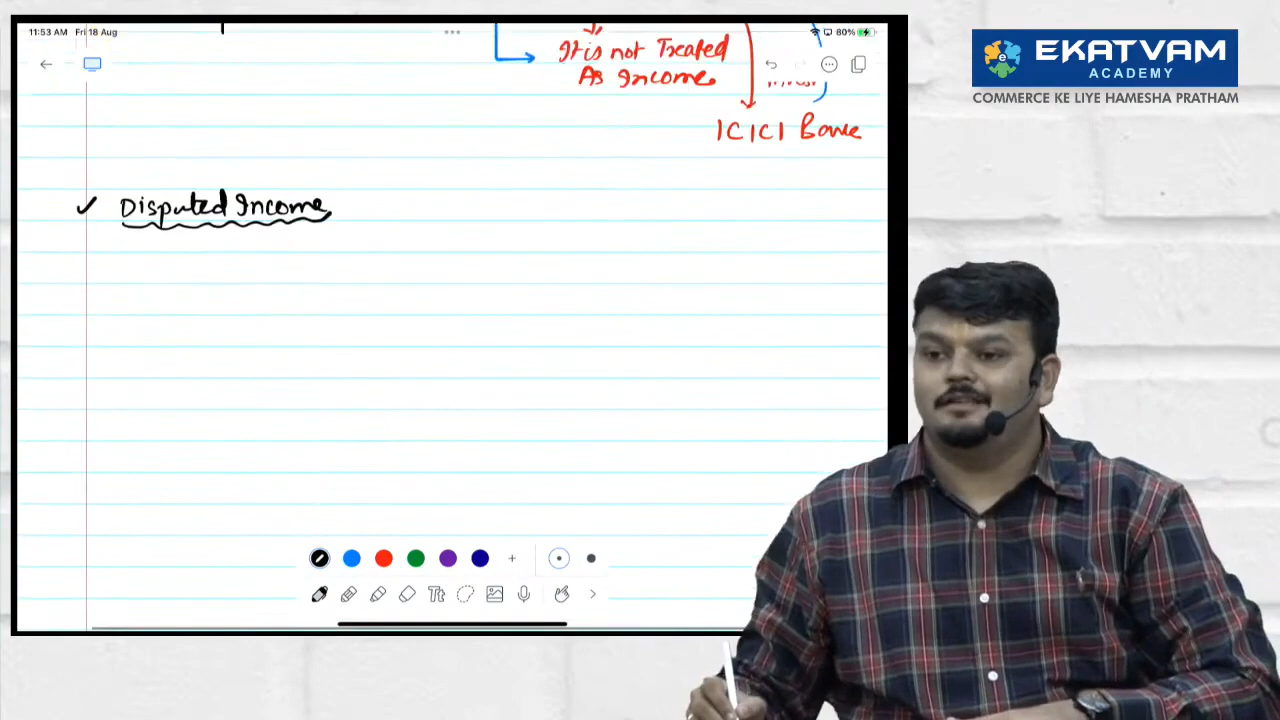 11:53 AM Fri 18 Aug
80%
It is not Treated
As Income
ICICI
✓ Disputed Income
Tt
e
EKATVAM
ACADEMY
COMMERCE KE LIYE HAMESHA PRATHAM